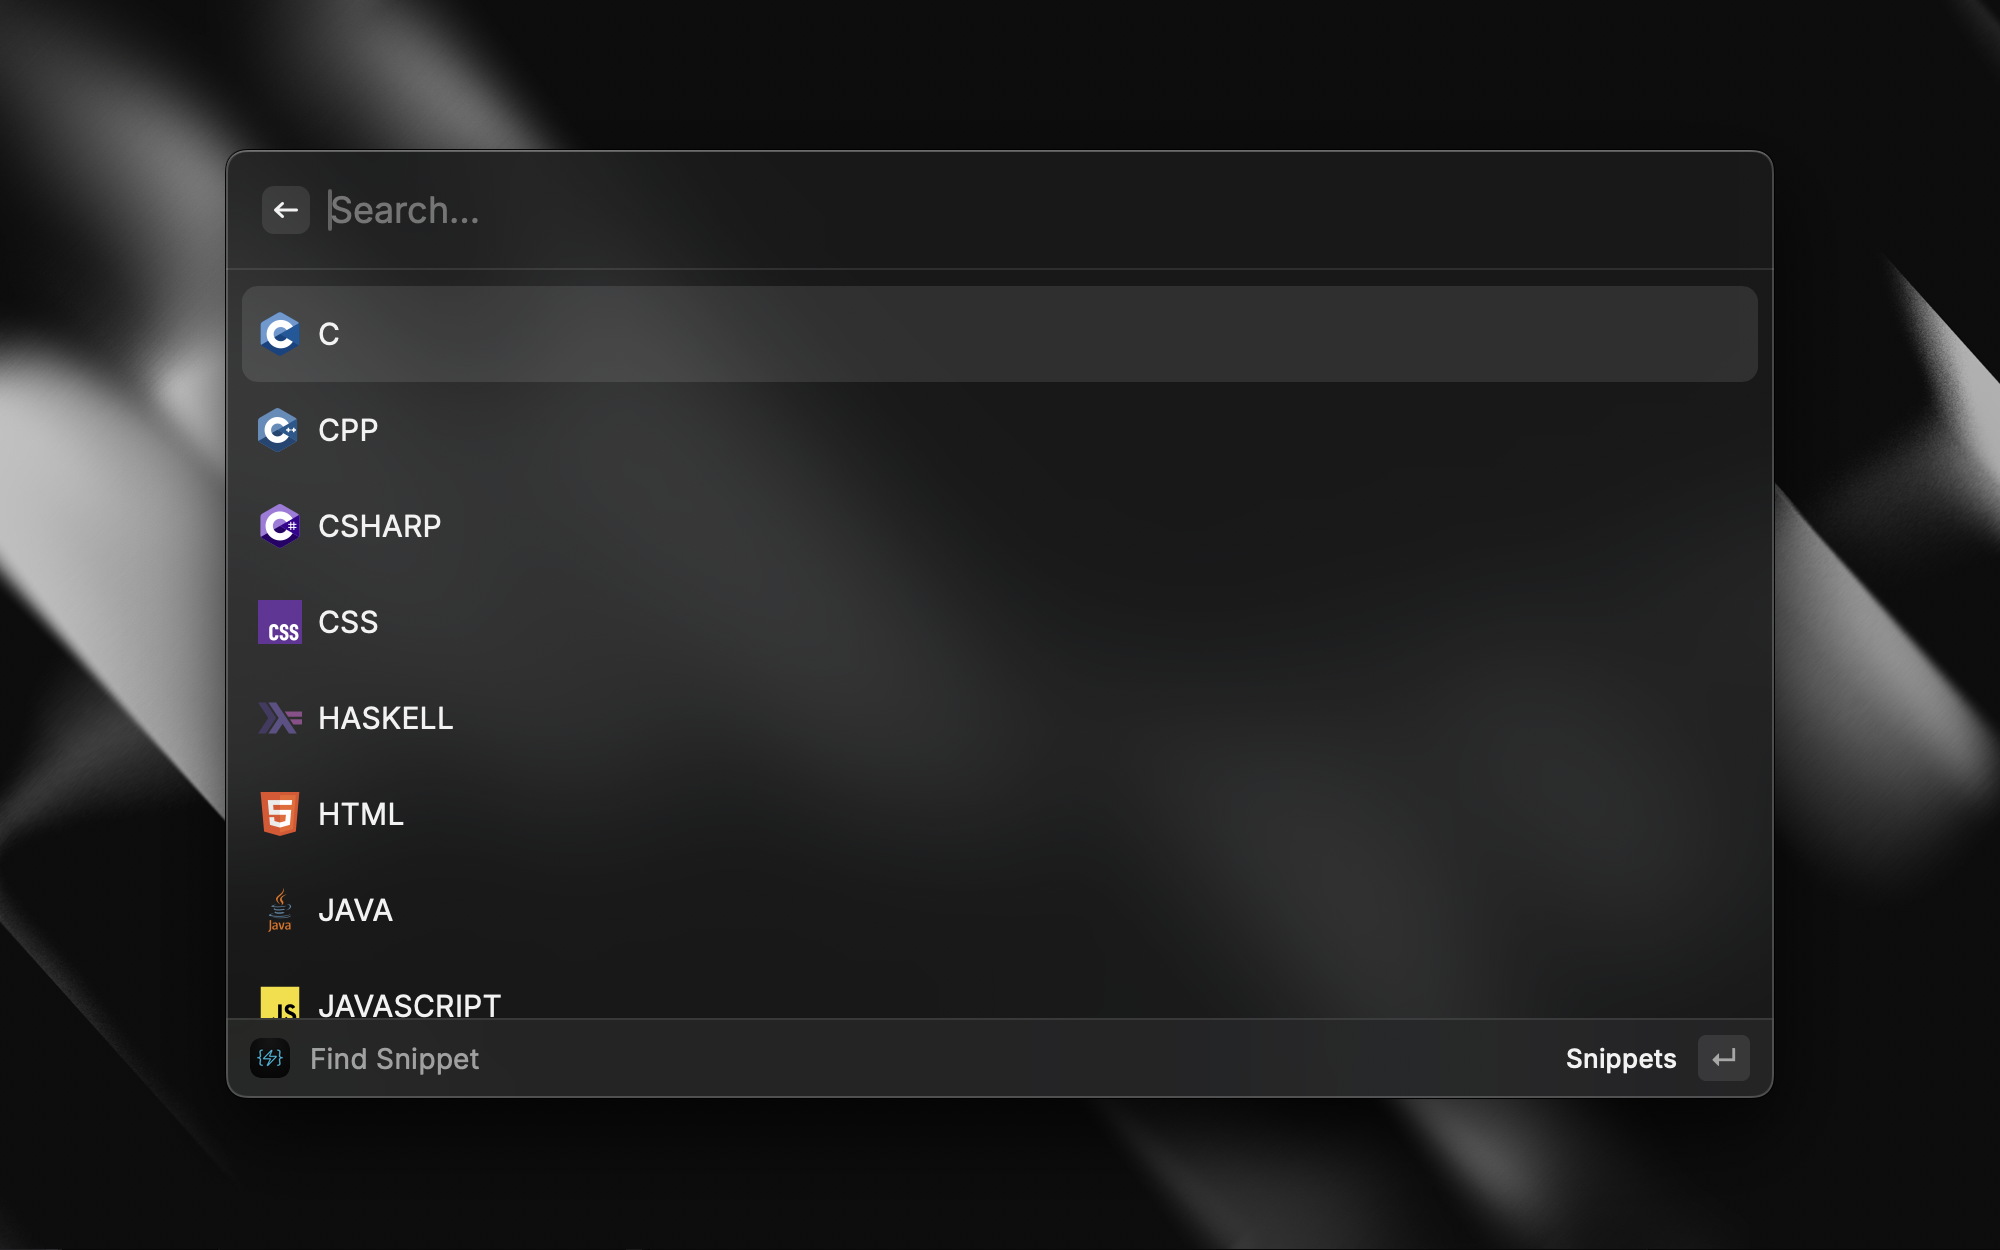 Search...
C
CPP
CSHARP
CSS
CSS
HASKELL
HTML
Java
JAVA
JS
JAVASCRIPT
Find Snippet
Snippets